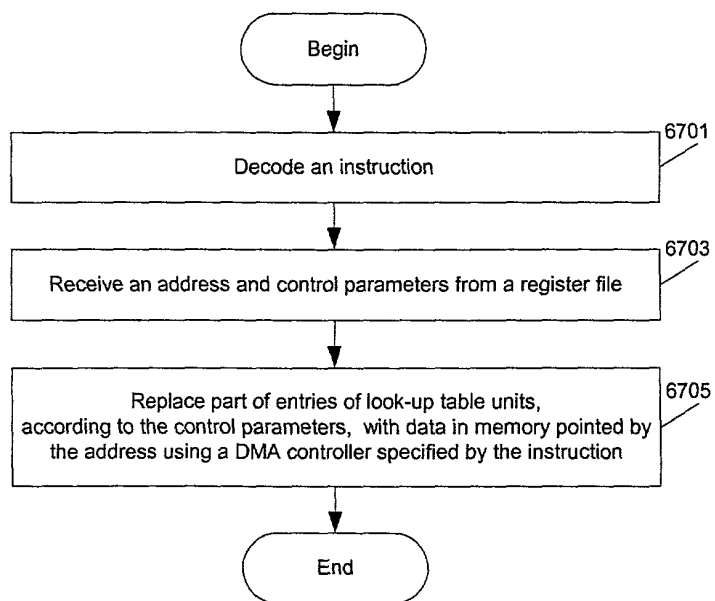 Begin
6701
Decode an instruction
6703
Receive an address and control parameters from a register file
6705
Replace part of entries of look-up table units,
according to the control parameters, with data in memory pointed by
the address using a DMA controller specified by the instruction
End